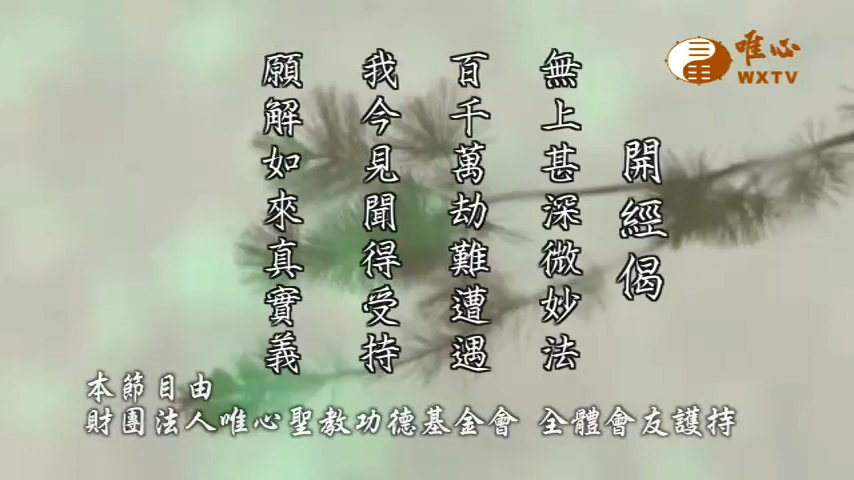 唯心
WXTV
開經偈
無上甚深微妙法
百千萬劫難遭遇
我今見聞得受持
願解如來真實義
本節目由
財團法人唯心聖教功德基金會 全體會友護持